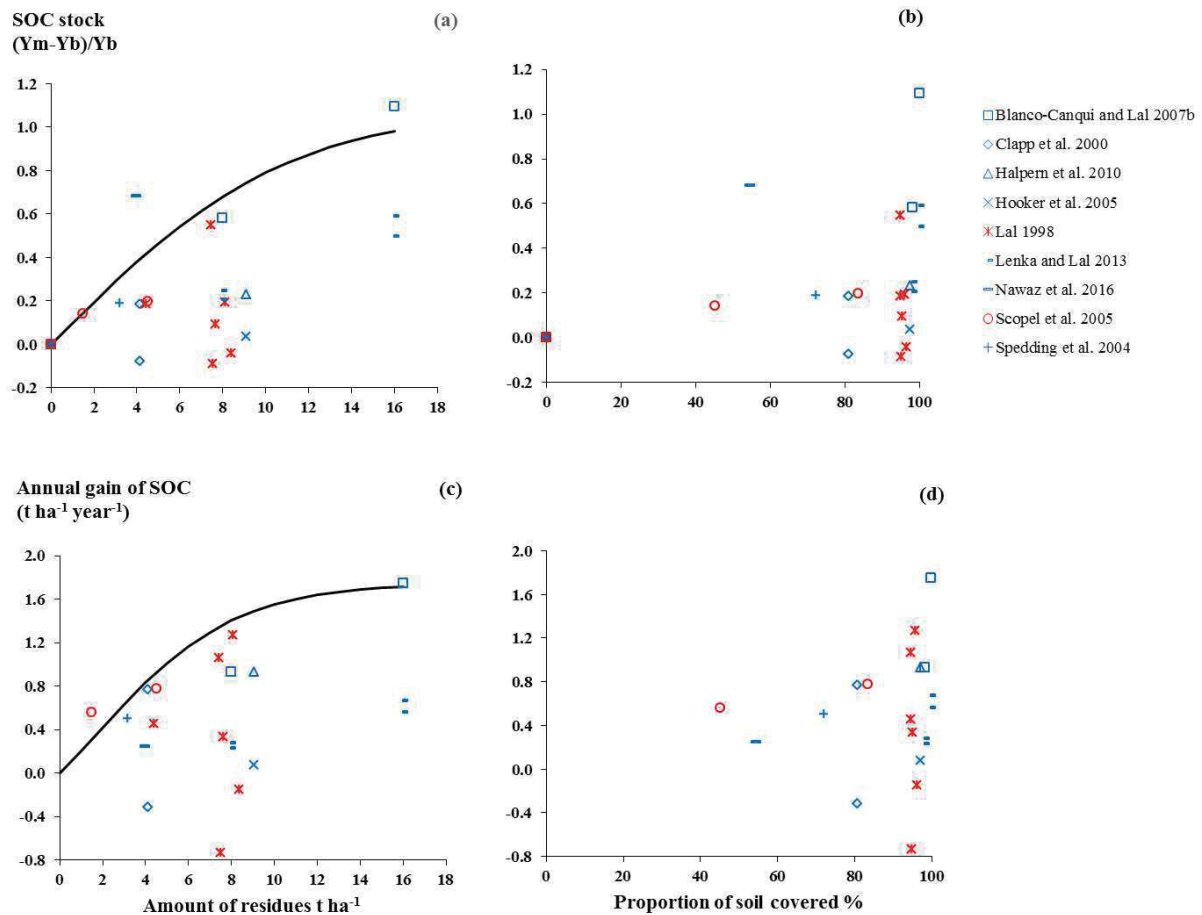 SOC stock
(Ym-Yb)/Yb
(a)
1.2
1.0
0.8
0.6
0.4
0.2
0.0
-0.2
0 2 4 6 8 10 12 14 16 18
(b)
1.2
1.0
0.8
0.6
0.4
0.2
0.0
-0.2
0 20 40 60 80 100
Blanco-Canqui and Lal 2007b
Clapp et al. 2000
Halpern et al. 2010
Hooker et al. 2005
Lal 1998
Lenka and Lal 2013
Nawaz et al. 2016
Scopel et al. 2005
Spedding et al. 2004
Annual gain of SOC
(t ha-1 year-1)
(c)
2.0
1.6
1.2
0.8
0.4
0.0
-0.4
-0.8
0 2 4 6 8 10 12 14 16 18
Amount of residues t ha-1
(d)
2.0
1.6
1.2
0.8
0.4
0.0
-0.4
-0.8
0 20 40 60 80 100
Proportion of soil covered %